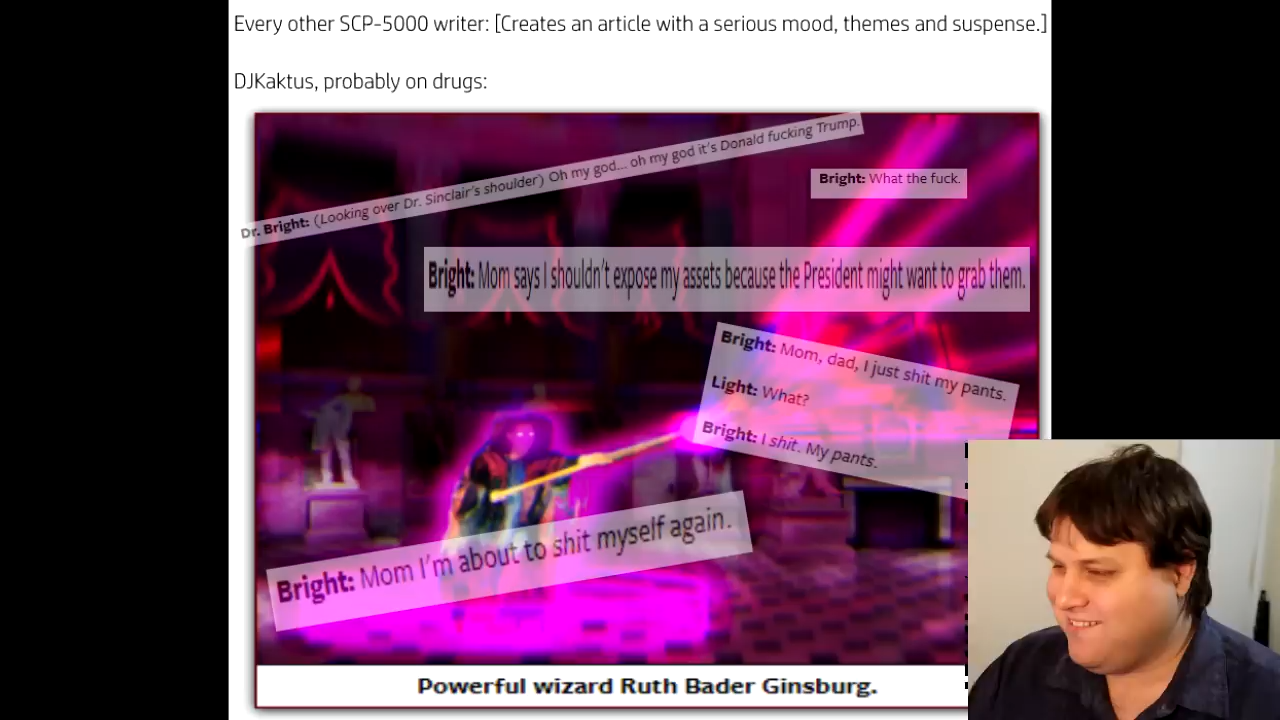 Every other SCP-5000 writer: [Creates an article with a serious mood, themes and suspense.]
DJKaktus, probably on drugs:
Dr. Bright: (Looking over Dr. Sinclair's shoulder) Oh my god... oh my god it's Donald fucking Trump.
Bright: What the fuck.
Bright: Mom says I shouldn't expose my assets because the President might want to grab them.
Bright: Mom, dad, I just shit my pants.
Light: What?
Bright: I shit. My pants.
Bright: Mom I'm about to shit myself again.
Powerful wizard Ruth Bader Ginsburg.